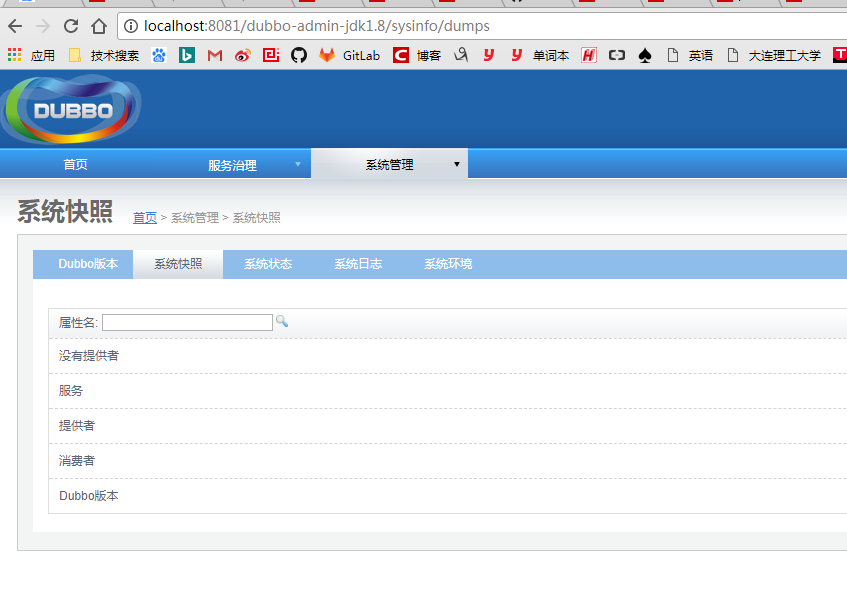 localhost:8081/dubbo-admin-jdk1.8/sysinfo/dumps
应用 技术搜索 GitLab 博客 单词本 英语 大连理工大学
DUBBO
首页 服务治理 系统管理
系统快照 首页 > 系统管理 > 系统快照
Dubbo版本 系统快照 系统状态 系统日志 系统环境
属性名:
没有提供者
服务
提供者
消费者
Dubbo版本